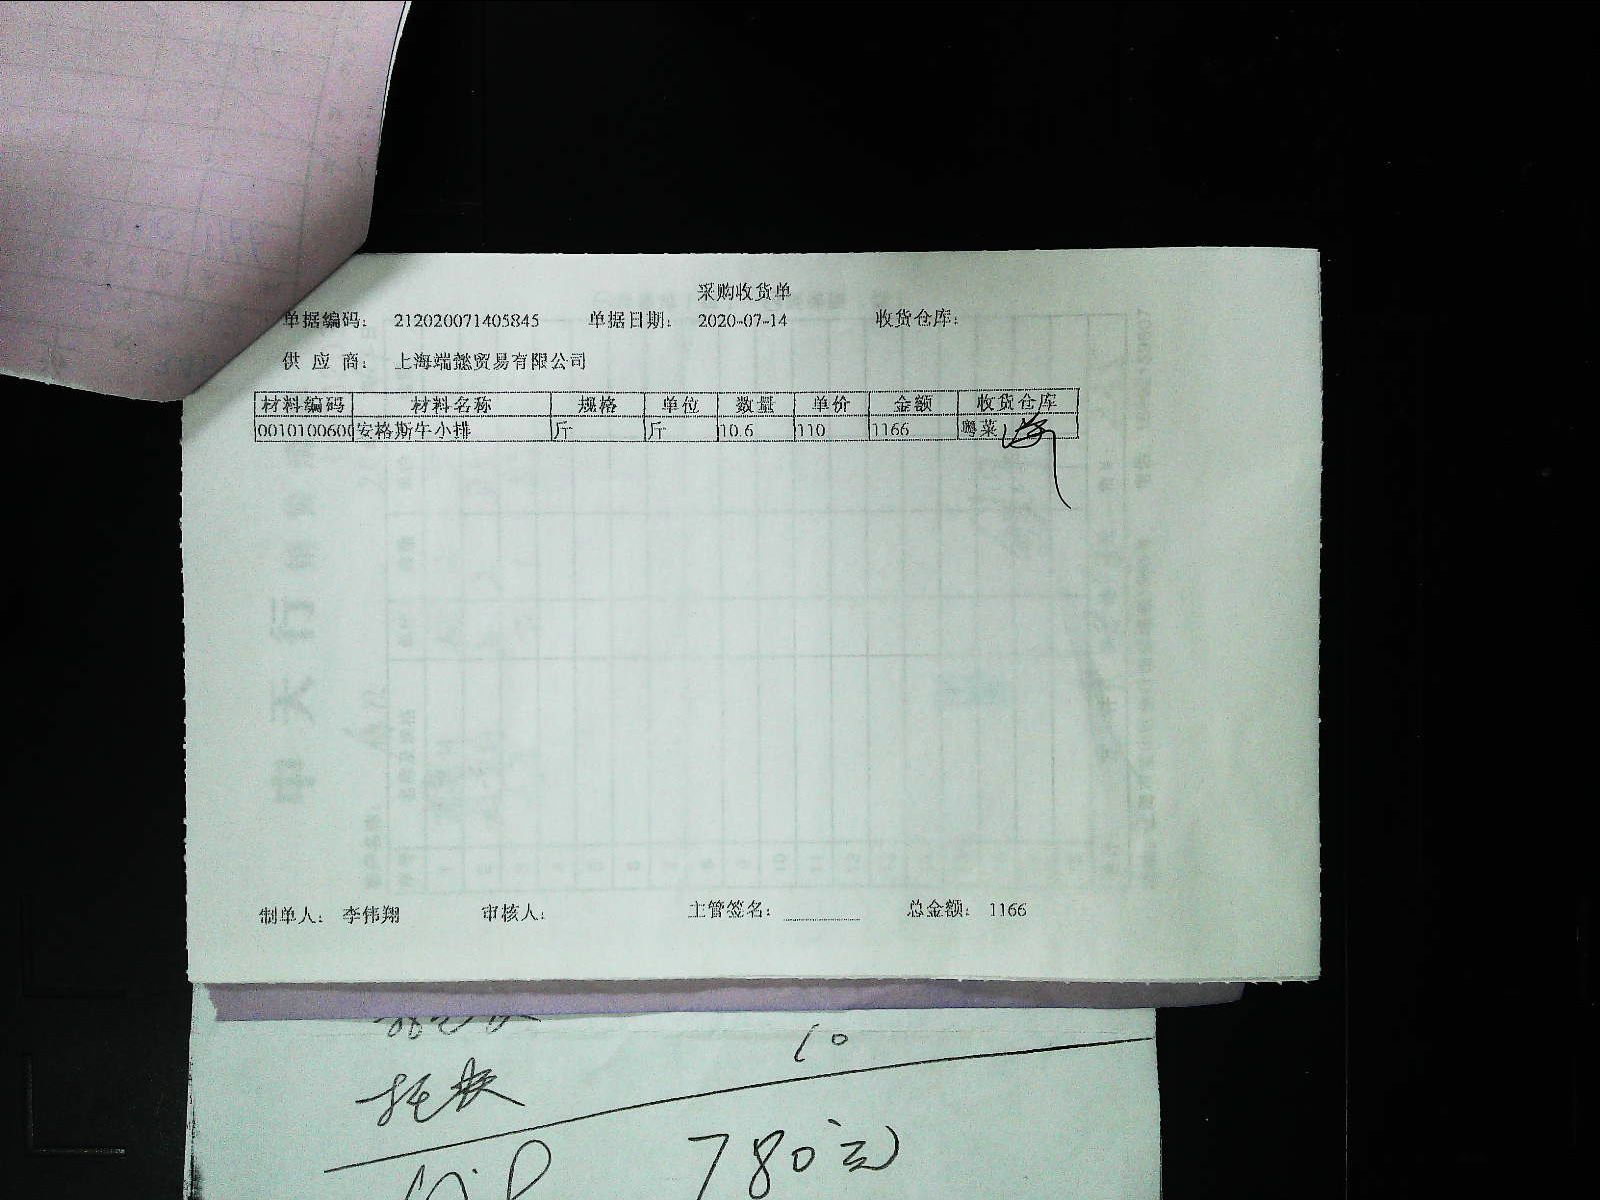 采购收货单
单据编码: 212020071405845 单据日期: 2020-07-14 收货仓库:
供 应 商: 上海端懿贸易有限公司
材料编码 材料名称 规格 单位 数量 单价 金额 收货仓库
0010100600 安格斯牛小排 斤 斤 10.6 110 1166 粤菜
制单人: 李伟翔 审核人: 主管签名: 总金额: 1166
10
780元